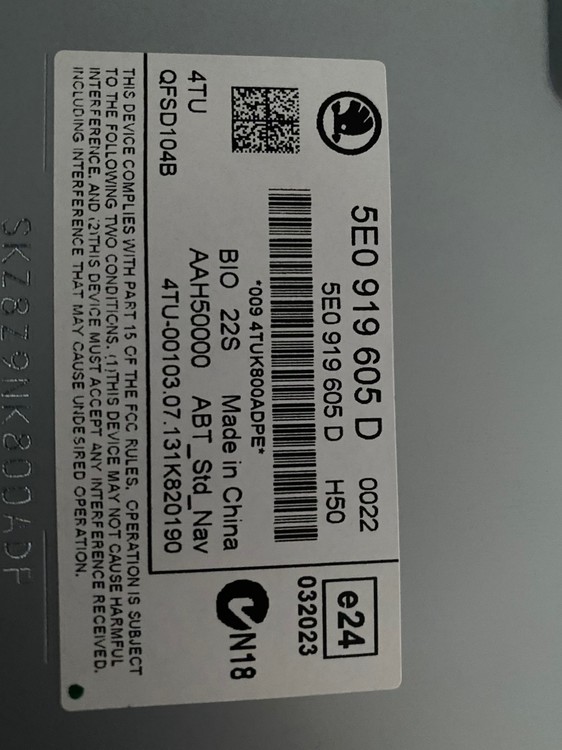 5E0 919 605 D 0022
5E0 919 605 D H50
*009 4TUK800ADPE*
BIO 22S Made in China
4TU AAH50000 ABT_Std_Nav
QFSD104B 4TU-00103.07.131K820190
e24
032023
N18
THIS DEVICE COMPLIES WITH PART 15 OF THE FCC RULES, OPERATION IS SUBJECT
TO THE FOLLOWING TWO CONDITIONS. (1)THIS DEVICE MAY NOT CAUSE HARMFUL
INTERFERENCE. AND (2)THIS DEVICE MUST ACCEPT ANY INTERFERENCE RECEIVED.
INCLUDING INTERFERENCE THAT MAY CAUSE UNDESIRED OPERATION.